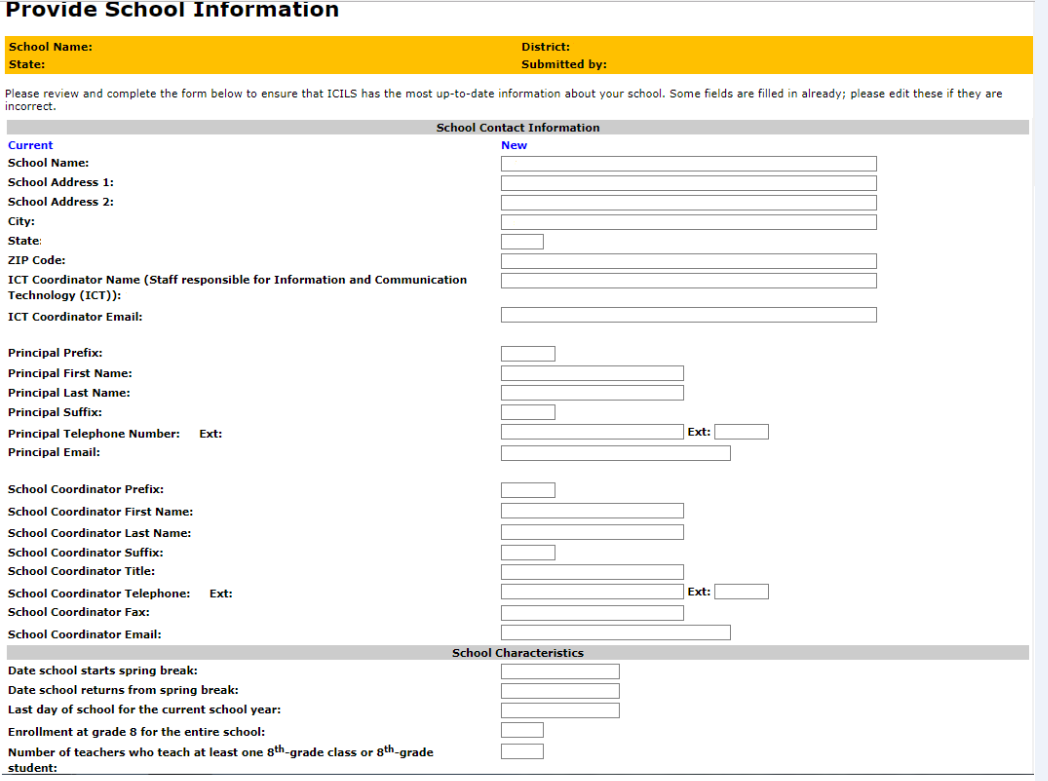 Provide School Information
School Name: District:
State: Submitted by:
Please review and complete the form below to ensure that ICILS has the most up-to-date information about your school. Some fields are filled in already; please edit these if they are
incorrect.
School Contact Information
Current New
School Name:
School Address 1:
School Address 2:
City:
State:
ZIP Code:
ICT Coordinator Name (Staff responsible for Information and Communication
Technology (ICT)):
ICT Coordinator Email:
Principal Prefix:
Principal First Name:
Principal Last Name:
Principal Suffix:
Principal Telephone Number: Ext: Ext:
Principal Email:
School Coordinator Prefix:
School Coordinator First Name:
School Coordinator Last Name:
School Coordinator Suffix:
School Coordinator Title:
School Coordinator Telephone: Ext: Ext:
School Coordinator Fax:
School Coordinator Email:
School Characteristics
Date school starts spring break:
Date school returns from spring break:
Last day of school for the current school year:
Enrollment at grade 8 for the entire school:
Number of teachers who teach at least one 8th-grade class or 8th-grade
student: